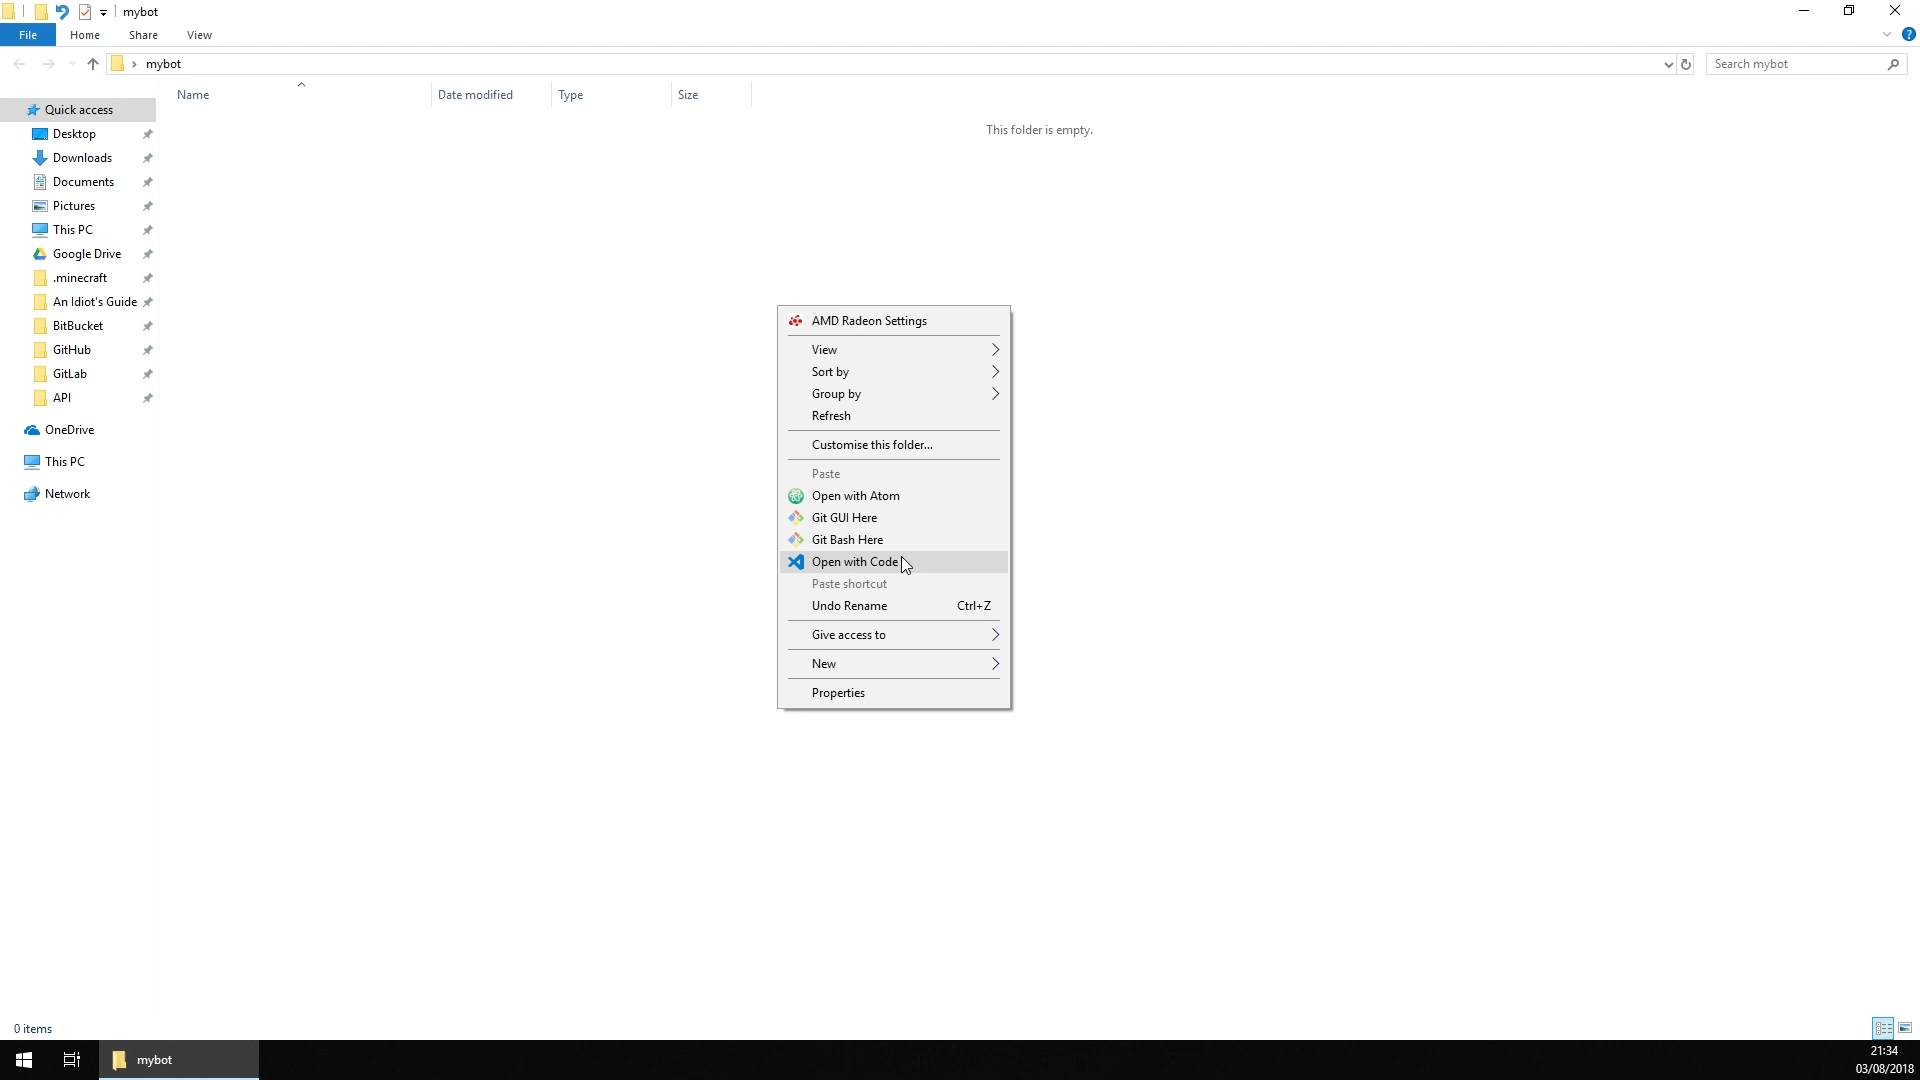 mybot
File Home Share View
mybot
Search mybot
Name Date modified Type Size
This folder is empty.
Quick access
Desktop
Downloads
Documents
Pictures
This PC
Google Drive
.minecraft
An Idiot's Guide
BitBucket
GitHub
GitLab
API
OneDrive
This PC
Network
AMD Radeon Settings
View
Sort by
Group by
Refresh
Customise this folder...
Paste
Open with Atom
Git GUI Here
Git Bash Here
Open with Code
Paste shortcut
Undo Rename Ctrl+Z
Give access to
New
Properties
0 items
mybot
21:34
03/08/2018